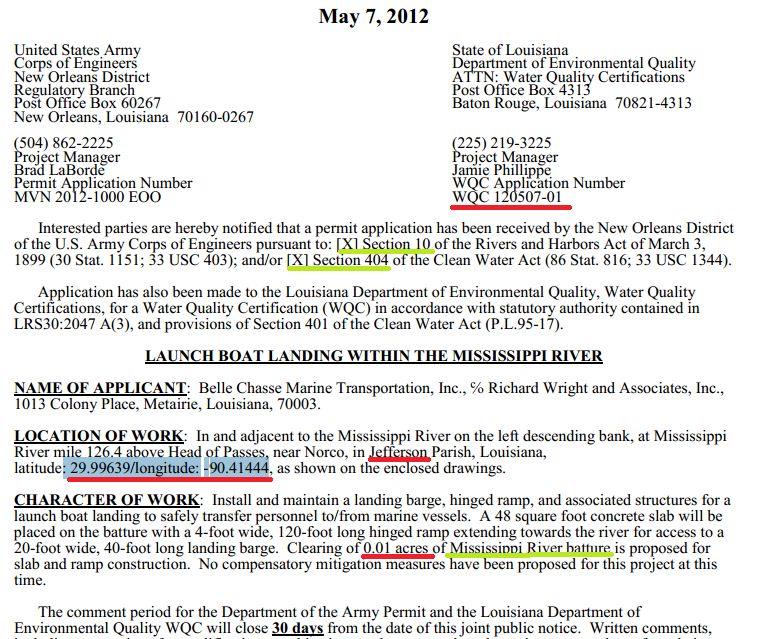 May 7, 2012
United States Army
Corps of Engineers
New Orleans District
Regulatory Branch
Post Office Box 60267
New Orleans, Louisiana 70160-0267
(504) 862-2225
Project Manager
Brad LaBorde
Permit Application Number
MVN 2012-1000 EOO
State of Louisiana
Department of Environmental Quality
ATTN: Water Quality Certifications
Post Office Box 4313
Baton Rouge, Louisiana 70821-4313
(225) 219-3225
Project Manager
Jamie Phillippe
WQC Application Number
WQC 120507-01
Interested parties are hereby notified that a permit application has been received by the New Orleans District
of the U.S. Army Corps of Engineers pursuant to: [X] Section 10 of the Rivers and Harbors Act of March 3,
1899 (30 Stat. 1151; 33 USC 403); and/or [X] Section 404 of the Clean Water Act (86 Stat. 816; 33 USC 1344).
Application has also been made to the Louisiana Department of Environmental Quality, Water Quality
Certifications, for a Water Quality Certification (WQC) in accordance with statutory authority contained in
LRS30:2047 A(3), and provisions of Section 401 of the Clean Water Act (P.L.95-17).
LAUNCH BOAT LANDING WITHIN THE MISSISSIPPI RIVER
NAME OF APPLICANT: Belle Chasse Marine Transportation, Inc., ℅ Richard Wright and Associates, Inc.,
1013 Colony Place, Metairie, Louisiana, 70003.
LOCATION OF WORK: In and adjacent to the Mississippi River on the left descending bank, at Mississippi
River mile 126.4 above Head of Passes, near Norco, in Jefferson Parish, Louisiana,
latitude: 29.99639/longitude: -90.41444, as shown on the enclosed drawings.
CHARACTER OF WORK: Install and maintain a landing barge, hinged ramp, and associated structures for a
launch boat landing to safely transfer personnel to/from marine vessels. A 48 square foot concrete slab will be
placed on the batture with a 4-foot wide, 120-foot long hinged ramp extending towards the river for access to a
20-foot wide, 40-foot long landing barge. Clearing of 0.01 acres of Mississippi River batture is proposed for
slab and ramp construction. No compensatory mitigation measures have been proposed for this project at this
time.
The comment period for the Department of the Army Permit and the Louisiana Department of
Environmental Quality WQC will close 30 days from the date of this joint public notice. Written comments,